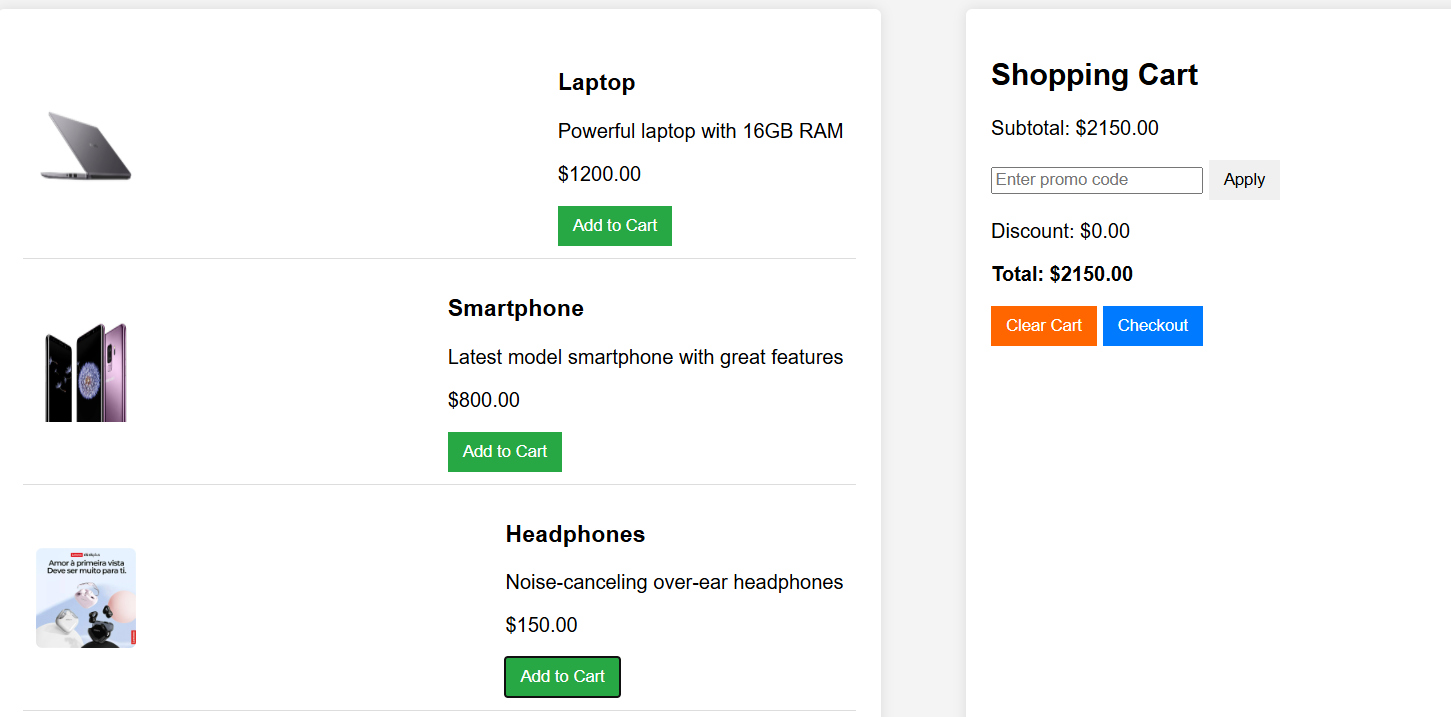 Laptop
Powerful laptop with 16GB RAM
$1200.00
Add to Cart
Smartphone
Latest model smartphone with great features
$800.00
Add to Cart
Amor à primeira vista
Deve ser muito para ti.
Headphones
Noise-canceling over-ear headphones
$150.00
Add to Cart
Shopping Cart
Subtotal: $2150.00
Enter promo code Apply
Discount: $0.00
Total: $2150.00
Clear Cart Checkout